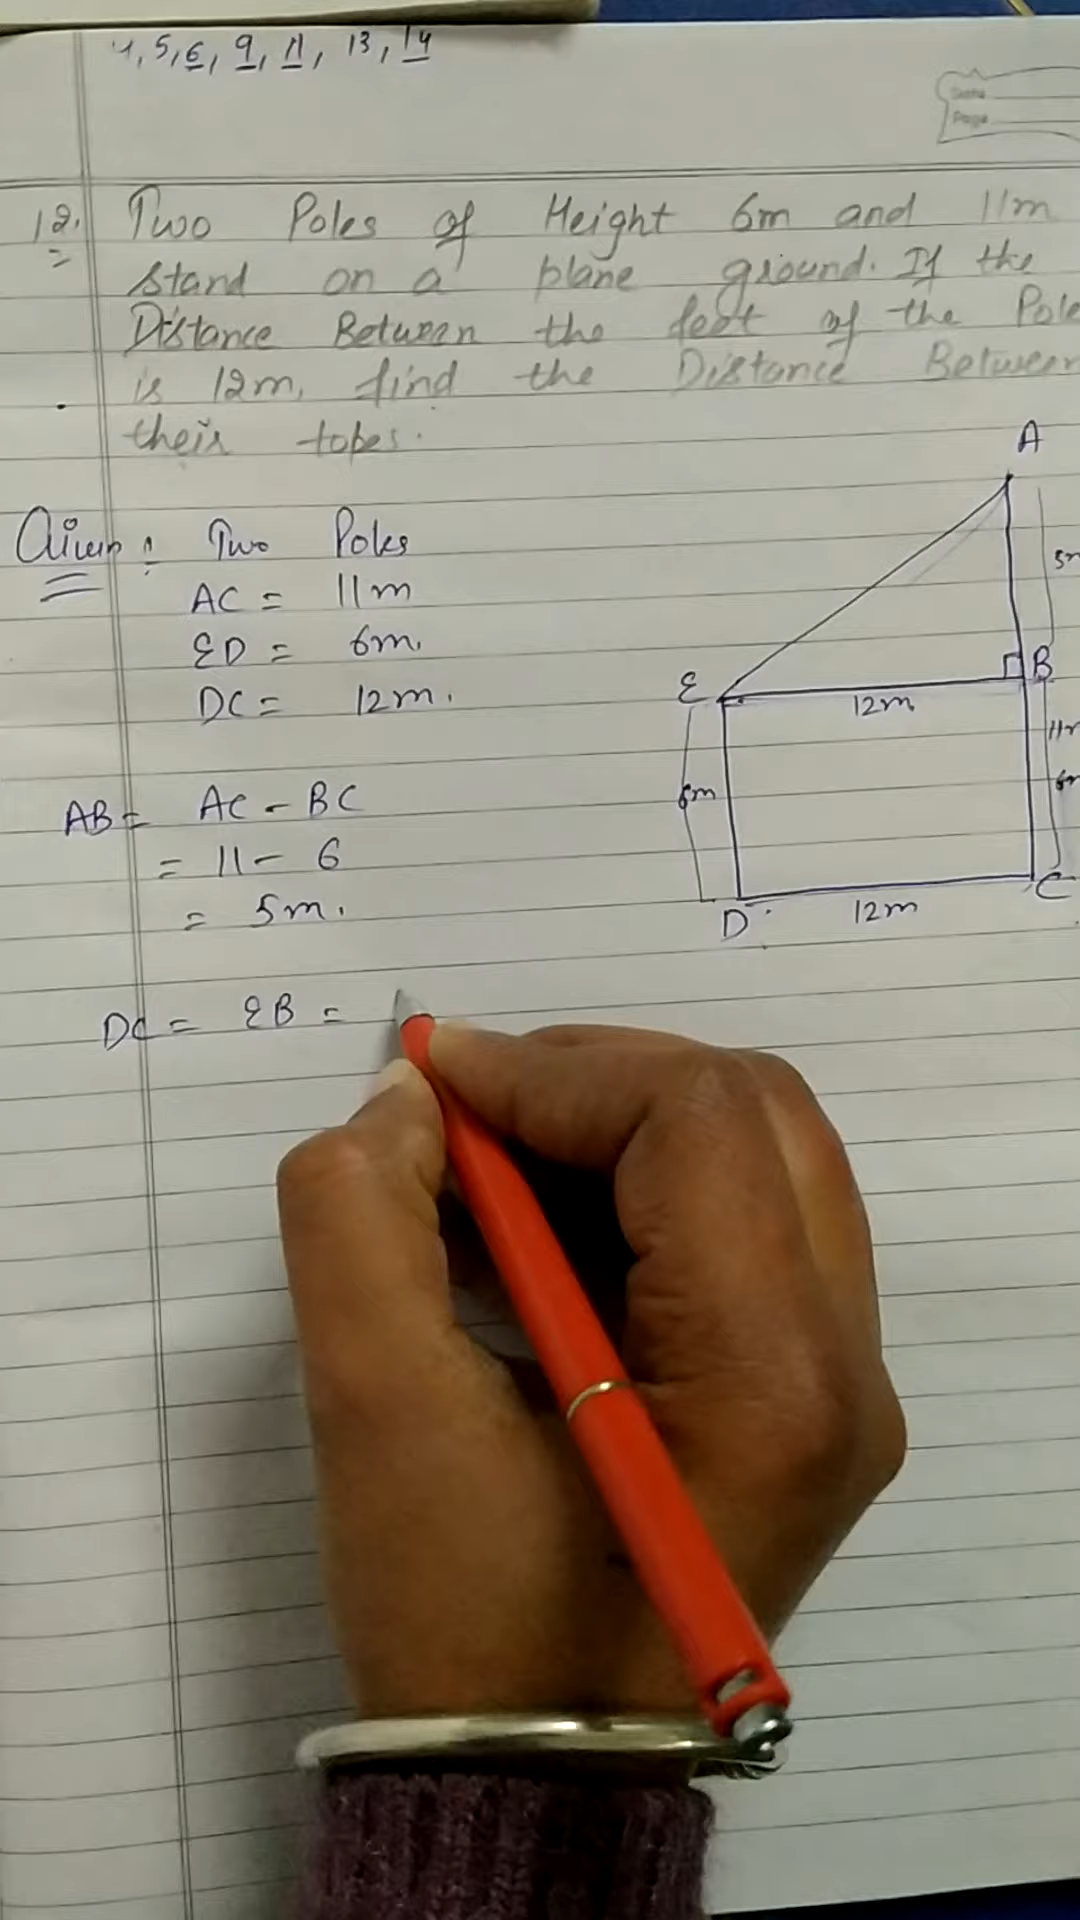 4, 5, 6, 9, 11, 13, 14
Date
Page
12. Two Poles of Height 6m and 11m
stand on a plane ground. If the
Distance Between the feet of the Pole
is 12m, find the Distance Between
their topes.
A
Given : Two Poles
AC = 11m
ED = 6m.
DC = 12m.
5m
E
B
12m
11m
6m
6m
AB = AC - BC
= 11 - 6
= 5m.
C
D
12m
DC = EB =